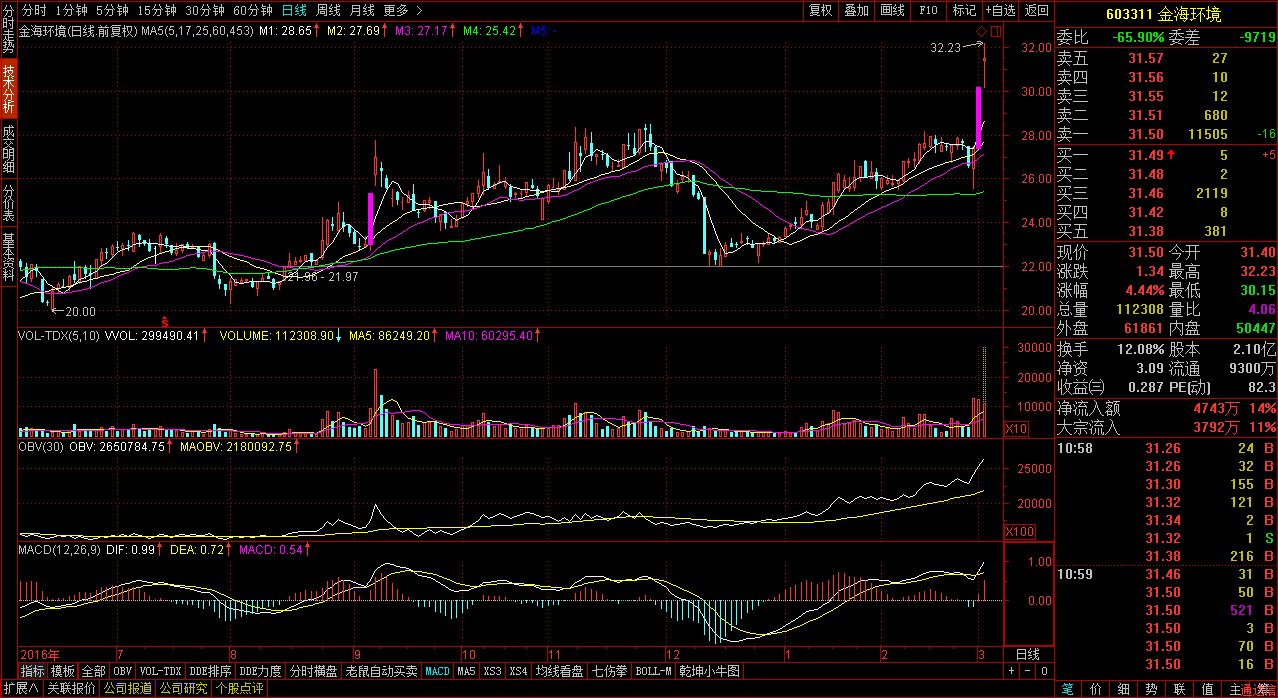 分时 1分钟 5分钟 15分钟 30分钟 60分钟 日线 周线 月线 更多 >
复权 叠加 画线 F10 标记 +自选 返回
分时走势
技术分析
成交明细
分价表
基本资料
金海环境(日线.前复权) MA5(5,17,25,60,453) M1: 28.65↑ M2: 27.69↑ M3: 27.17↑ M4: 25.42↑ M5: -
32.23
32.00
30.00
28.00
26.00
24.00
22.00
20.00
21.96 - 21.97
←20.00
S
VOL-TDX(5,10) VVOL: 299490.41↑ VOLUME: 112308.90↓ MA5: 86249.20↑ MA10: 60295.40↑
30000
20000
10000
X10
OBV(30) OBV: 2650784.75↑ MAOBV: 2180092.75↑
25000
20000
X100
MACD(12,26,9) DIF: 0.99↑ DEA: 0.72↑ MACD: 0.54↑
1.00
0.00
2016年 7 8 9 10 11 12 1 2 3 日线
指标 模板 全部 OBV VOL-TDX DDE排序 DDE力度 分时横盘 老鼠自动买卖 MACD MA5 XS3 XS4 均线看盘 七伤拳 BOLL-M 乾坤小牛图 + - 0
扩展∧ 关联报价 公司报道 公司研究 个股点评
603311 金海环境
委比 -65.90% 委差 -9719
卖五 31.57 27
卖四 31.56 10
卖三 31.55 12
卖二 31.51 680
卖一 31.50 11505 -16
买一 31.49↑ 5 +5
买二 31.48 2
买三 31.46 2119
买四 31.42 8
买五 31.38 381
现价 31.50 今开 31.40
涨跌 1.34 最高 32.23
涨幅 4.44% 最低 30.15
总量 112308 量比 4.06
外盘 61861 内盘 50447
换手 12.08% 股本 2.10亿
净资 3.09 流通 9300万
收益㈢ 0.287 PE(动) 82.3
净流入额 4743万 14%
大宗流入 3792万 11%
10:58 31.26 24 B
31.26 32 B
31.30 155 B
31.32 121 B
31.34 2 B
31.32 1 S
31.38 216 B
10:59 31.46 31 B
31.50 50 B
31.50 521 B
31.50 3 B
31.50 70 B
31.50 16 B
笔 价 细 势 联 值 主